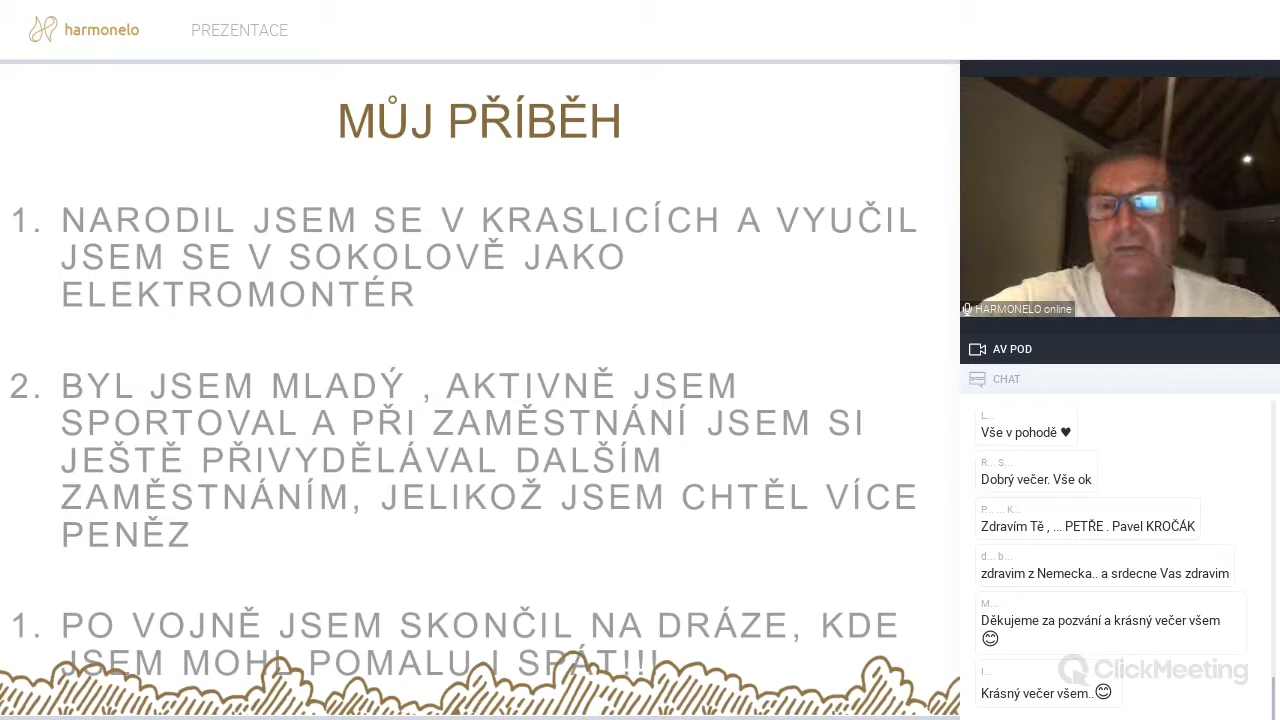 harmonelo
PREZENTACE
MŮJ PŘÍBĚH
1. NARODIL JSEM SE V KRASLICÍCH A VYUČIL
JSEM SE V SOKOLOVĚ JAKO
ELEKTROMONTÉR
2. BYL JSEM MLADÝ , AKTIVNĚ JSEM
SPORTOVAL A PŘI ZAMĚSTNÁNÍ JSEM SI
JEŠTĚ PŘIVYDĚLÁVAL DALŠÍM
ZAMĚSTNÁNÍM, JELIKOŽ JSEM CHTĚL VÍCE
PENĚZ
1. PO VOJNĚ JSEM SKONČIL NA DRÁZE, KDE
JSEM MOHL POMALU I SPÁT!!!
HARMONELO online
AV POD
CHAT
L...
Vše v pohodě ♥
R... S...
Dobrý večer. Vše ok
P... ... K...
Zdravím Tě , ... PETŘE . Pavel KROČÁK
d... b...
zdravim z Nemecka.. a srdecne Vas zdravim
M...
Děkujeme za pozvání a krásný večer všem
😊
I...
Krásný večer všem..😊
ClickMeeting